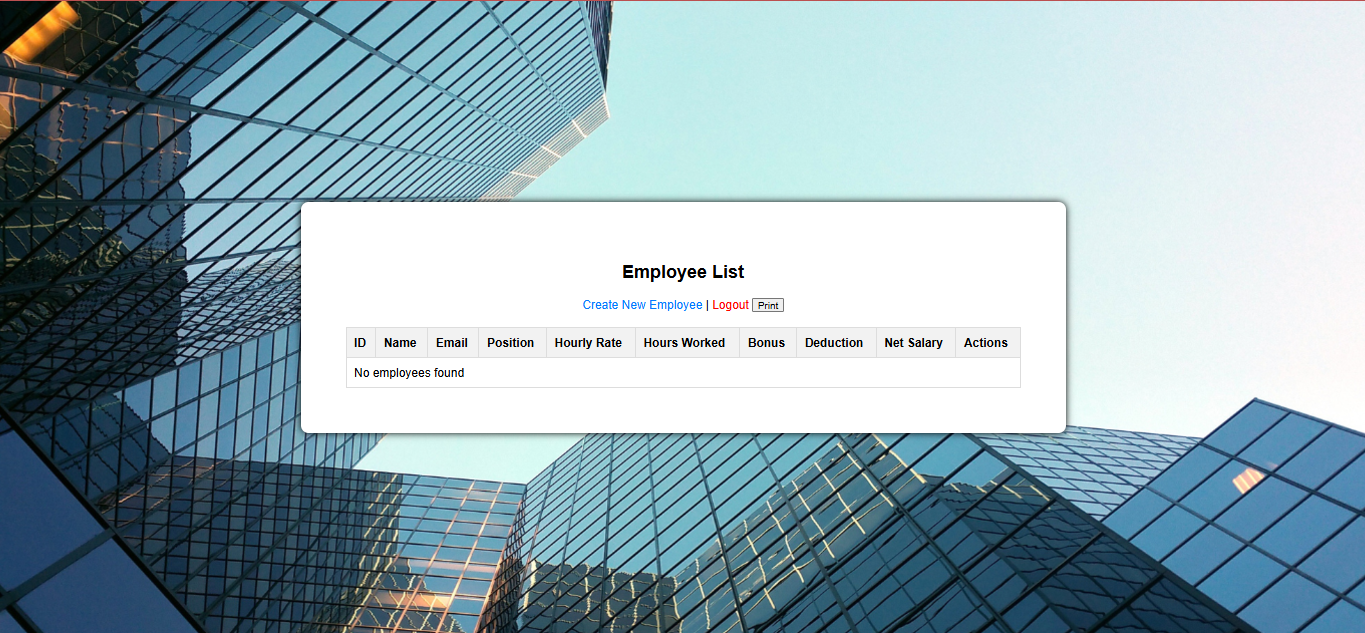 Employee List
Create New Employee | Logout Print
ID Name Email Position Hourly Rate Hours Worked Bonus Deduction Net Salary Actions
No employees found